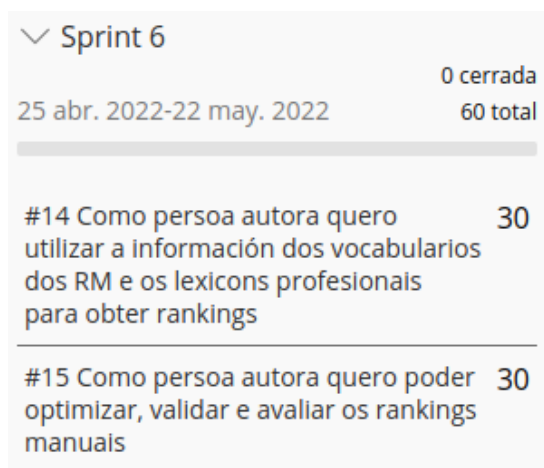 Sprint 6
0 cerrada
25 abr. 2022-22 may. 2022
60 total
#14 Como persoa autora quero
30
utilizar a información dos vocabularios
dos RM e os lexicons profesionais
para obter rankings
#15 Como persoa autora quero poder
30
optimizar, validar e avaliar os rankings
manuais